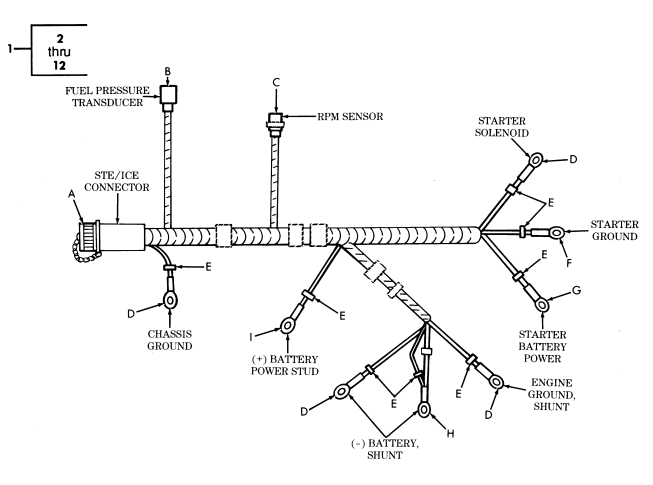 1
2
thru
12
B
FUEL PRESSURE
TRANSDUCER
C
RPM SENSOR
STARTER
SOLENOID
D
STE/ICE
CONNECTOR
A
E
STARTER
GROUND
F
E
E
G
D
CHASSIS
GROUND
I
E
(+) BATTERY
POWER STUD
STARTER
BATTERY
POWER
D
E
E
D
ENGINE
GROUND,
SHUNT
H
(−) BATTERY,
SHUNT